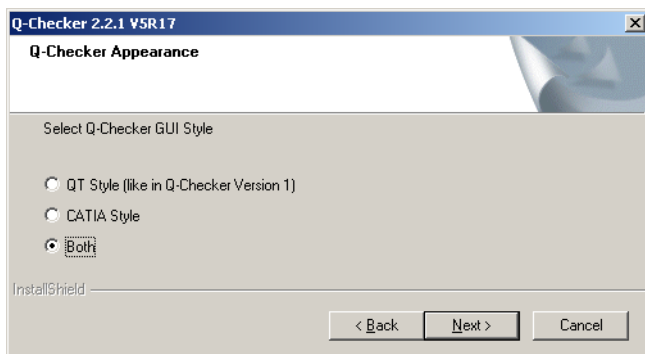 Q-Checker 2.2.1 V5R17
Q-Checker Appearance
Select Q-Checker GUI Style
QT Style (like in Q-Checker Version 1)
CATIA Style
Both
InstallShield
< Back Next > Cancel